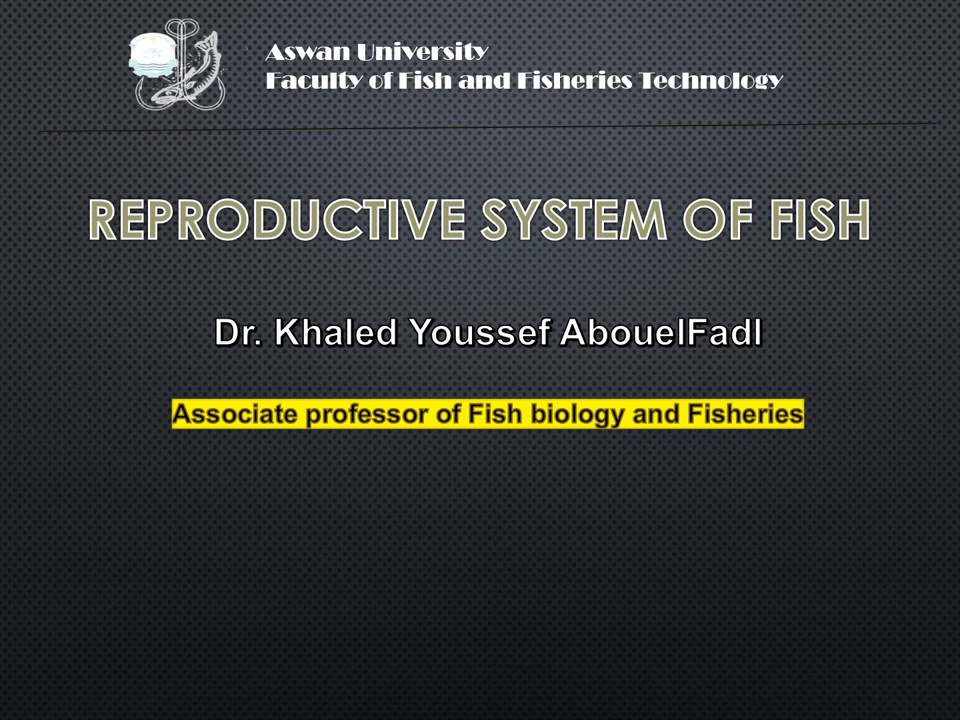 Aswan University
Faculty of Fish and Fisheries Technology
REPRODUCTIVE SYSTEM OF FISH
Dr. Khaled Youssef AbouelFadl
Associate professor of Fish biology and Fisheries